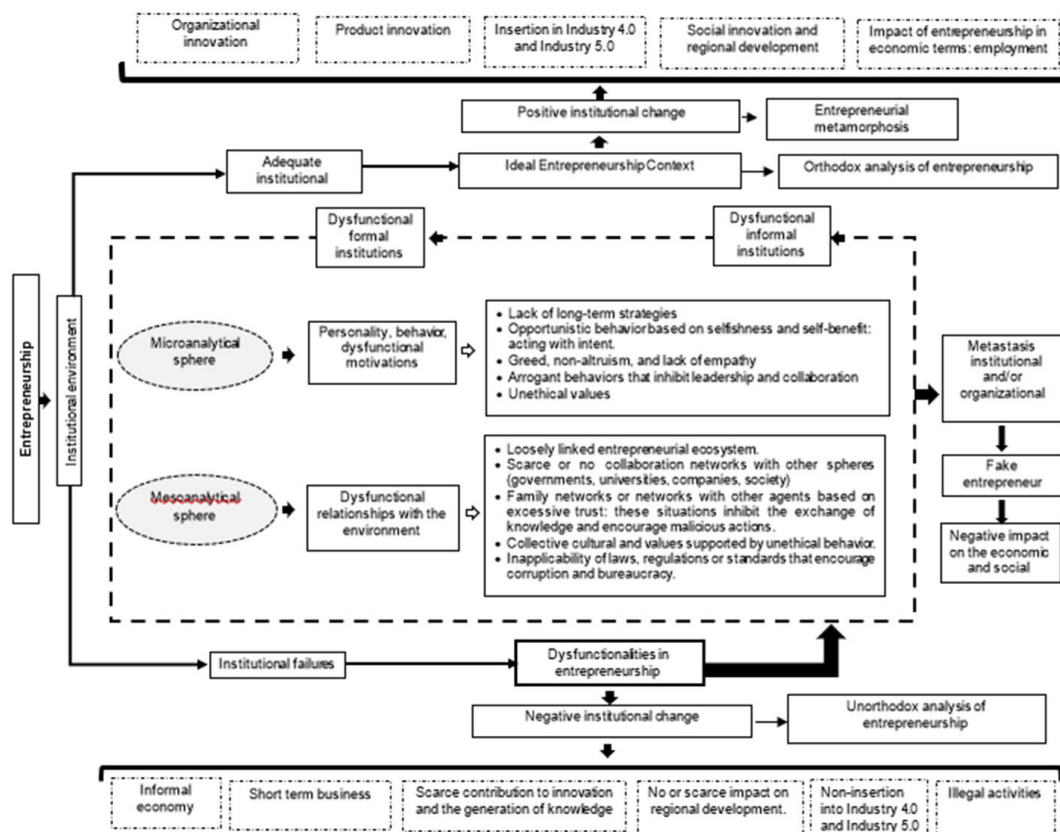 Organizational
innovation
Product innovation
Insertion in Industry 4.0
and Industry 5.0
Social innovation and
regional development
Impact of entrepreneurship in
economic terms: employment
Positive institutional change
Entrepreneurial
metamorphosis
Adequate
institutional
Ideal Entrepreneurship Context
Orthodox analysis of entrepreneurship
Dysfunctional
formal
institutions
Dysfunctional
informal
institutions
Entrepreneurship
Institutional environment
Microanalytical
sphere
Personality, behavior,
dysfunctional
motivations
• Lack of long-term strategies
• Opportunistic behavior based on selfishness and self-benefit:
acting with intent.
• Greed, non-altruism, and lack of empathy
• Arrogant behaviors that inhibit leadership and collaboration
• Unethical values
Mesoanalytical
sphere
Dysfunctional
relationships with the
environment
• Loosely linked entrepreneurial ecosystem.
• Scarce or no collaboration networks with other spheres
(governments, universities, companies, society)
• Family networks or networks with other agents based on
excessive trust: these situations inhibit the exchange of
knowledge and encourage malicious actions.
• Collective cultural and values supported by unethical behavior.
• Inapplicability of laws, regulations or standards that encourage
corruption and bureaucracy.
Metastasis
institutional
and/or
organizational
Fake
entrepreneur
Negative impact
on the economic
and social
Institutional failures
Dysfunctionalities in
entrepreneurship
Negative institutional change
Unorthodox analysis of
entrepreneurship
Informal
economy
Short term business
Scarce contribution to innovation
and the generation of knowledge
No or scarce impact on
regional development.
Non-insertion
into Industry 4.0
and Industry 5.0
Illegal activities